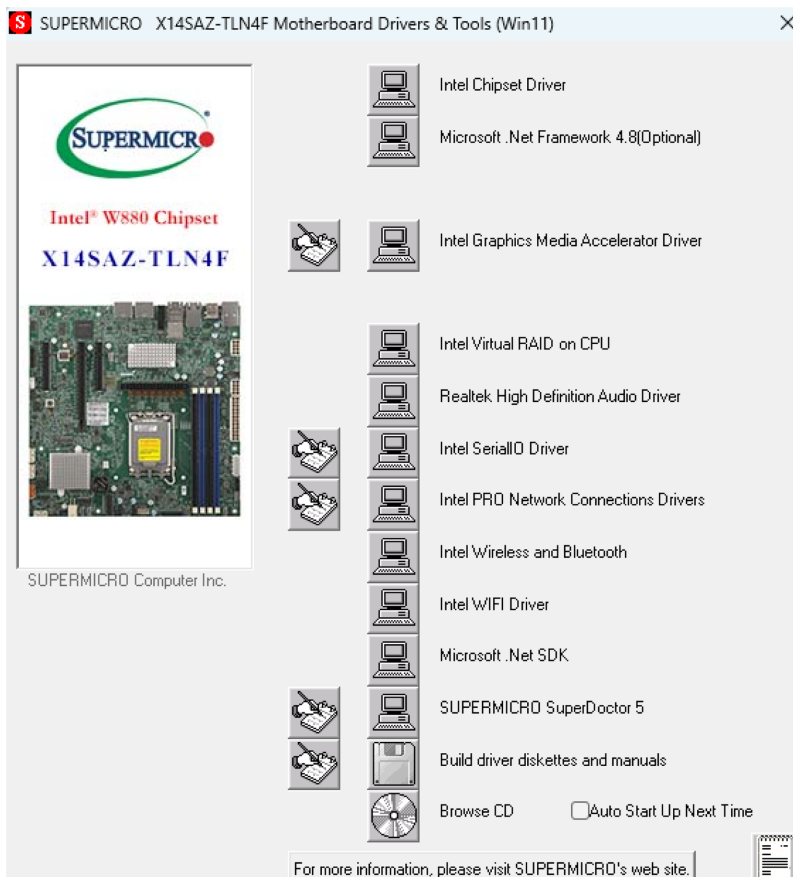 S SUPERMICRO X14SAZ-TLN4F Motherboard Drivers & Tools (Win11)
SUPERMICRO
Intel® W880 Chipset
X14SAZ-TLN4F
SUPERMICRO Computer Inc.
Intel Chipset Driver
Microsoft .Net Framework 4.8(Optional)
Intel Graphics Media Accelerator Driver
Intel Virtual RAID on CPU
Realtek High Definition Audio Driver
Intel SerialIO Driver
Intel PRO Network Connections Drivers
Intel Wireless and Bluetooth
Intel WIFI Driver
Microsoft .Net SDK
SUPERMICRO SuperDoctor 5
Build driver diskettes and manuals
Browse CD
Auto Start Up Next Time
For more information, please visit SUPERMICRO's web site.